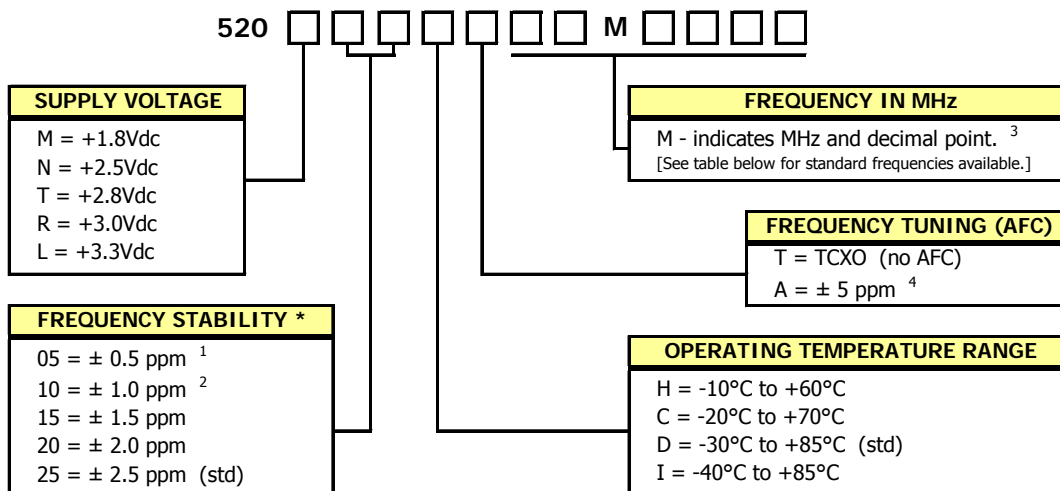 520 M
SUPPLY VOLTAGE
M = +1.8Vdc
N = +2.5Vdc
T = +2.8Vdc
R = +3.0Vdc
L = +3.3Vdc
FREQUENCY IN MHz
M - indicates MHz and decimal point. 3
[See table below for standard frequencies available.]
FREQUENCY TUNING (AFC)
T = TCXO (no AFC)
A = ± 5 ppm 4
FREQUENCY STABILITY *
05 = ± 0.5 ppm 1
10 = ± 1.0 ppm 2
15 = ± 1.5 ppm
20 = ± 2.0 ppm
25 = ± 2.5 ppm (std)
OPERATING TEMPERATURE RANGE
H = -10°C to +60°C
C = -20°C to +70°C
D = -30°C to +85°C (std)
I = -40°C to +85°C